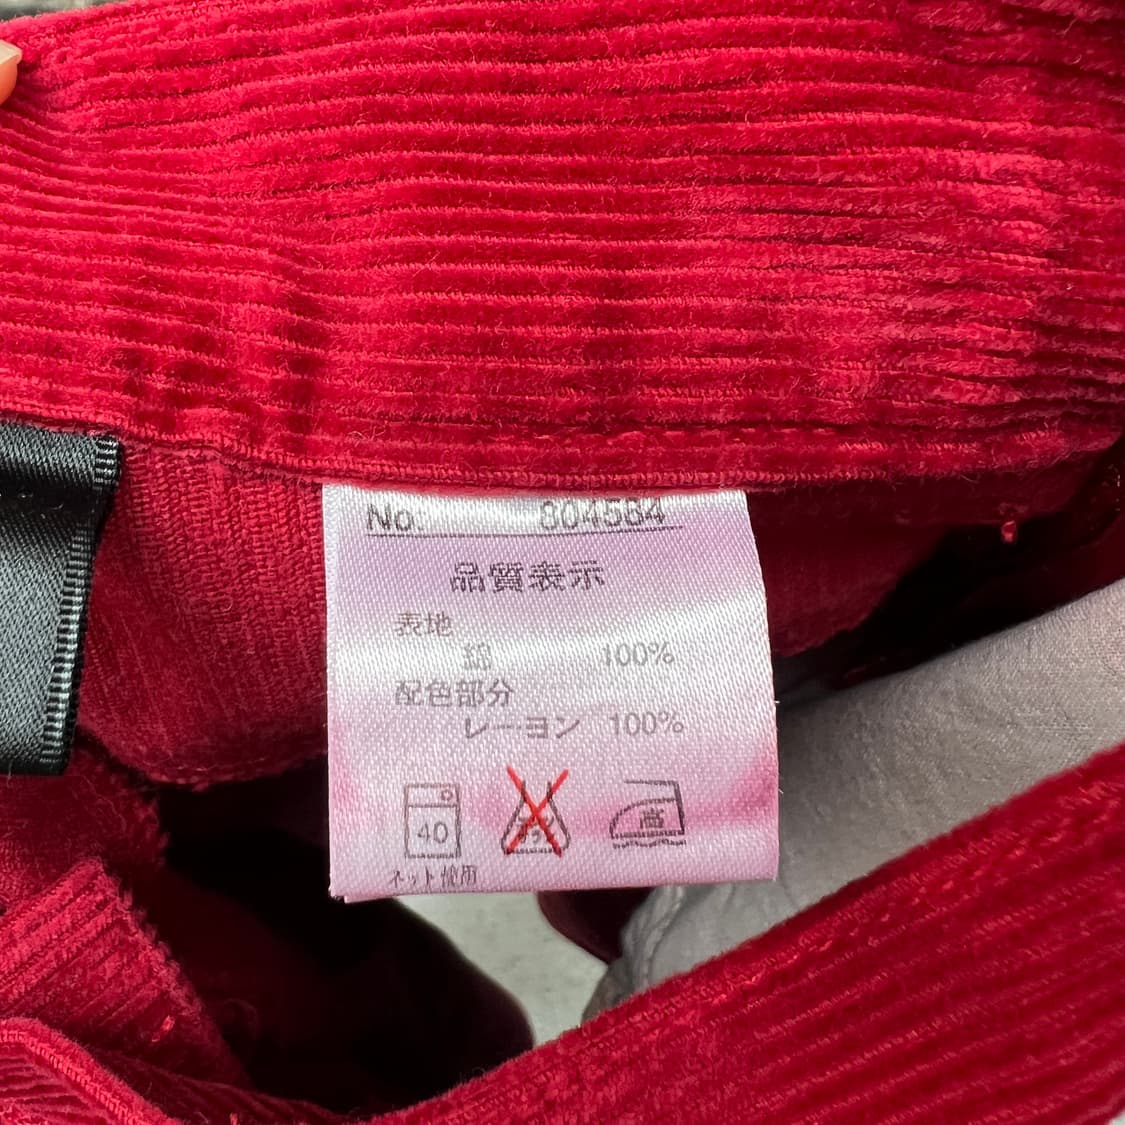 No. 804584
品質表示
表地
綿 100%
配色部分
レーヨン 100%
40 高
ネット使用